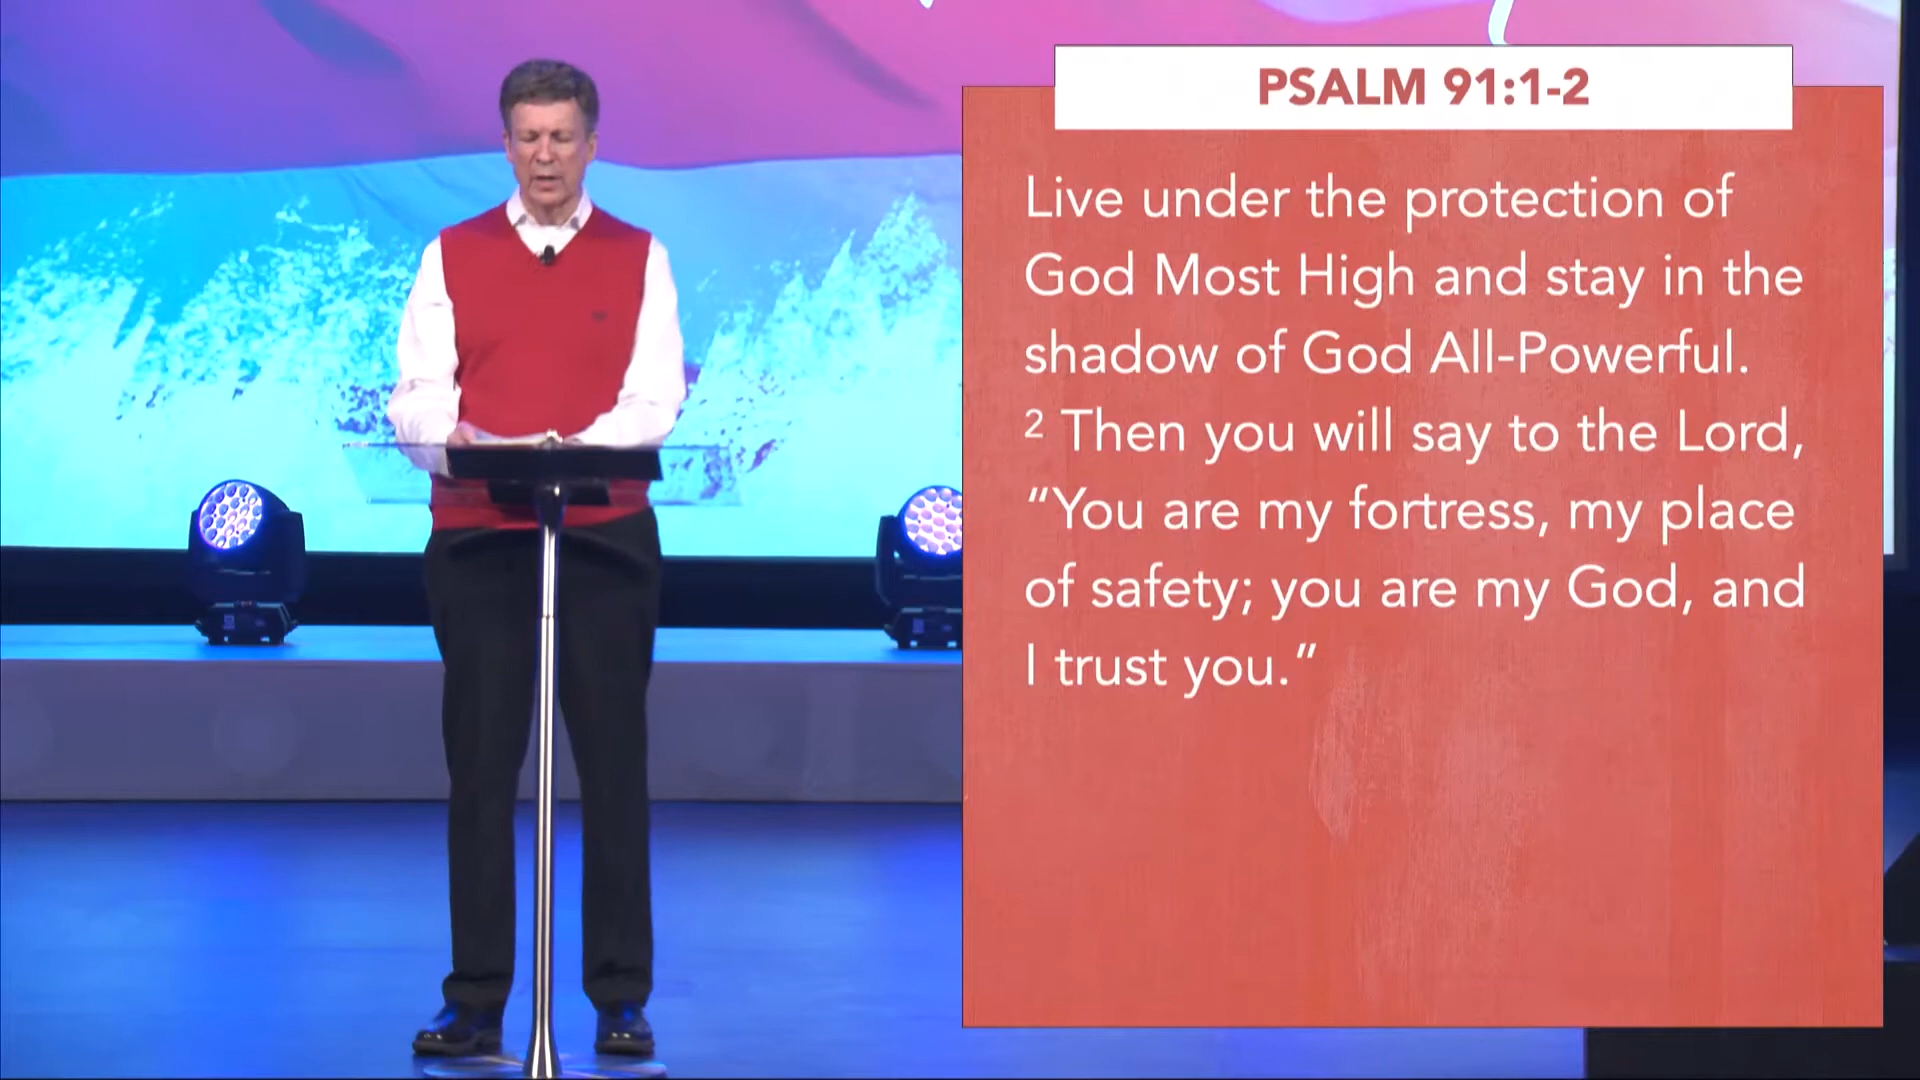 PSALM 91:1-2
Live under the protection of
God Most High and stay in the
shadow of God All-Powerful.
² Then you will say to the Lord,
“You are my fortress, my place
of safety; you are my God, and
I trust you.”